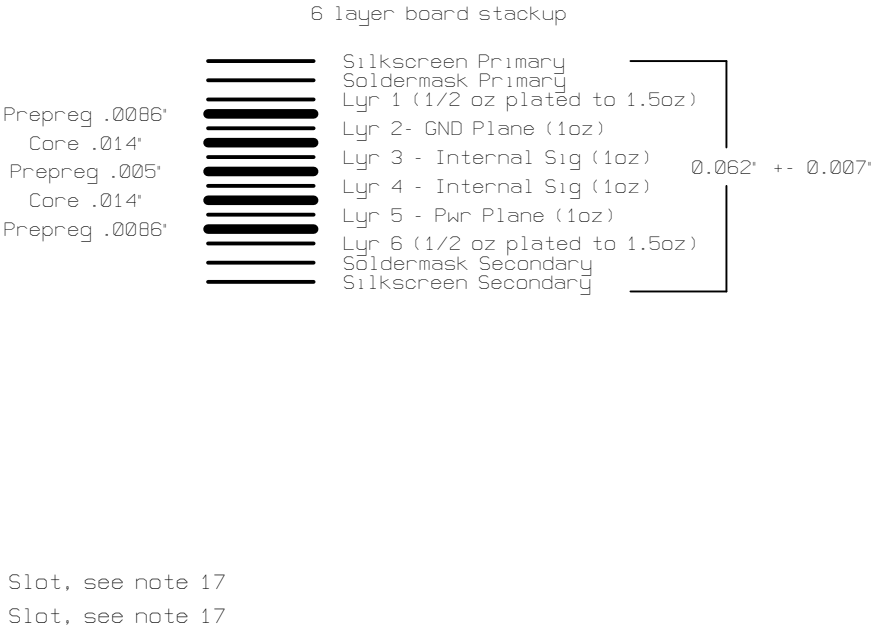 6 layer board stackup
Silkscreen Primary
Soldermask Primary
Lyr 1 (1/2 oz plated to 1.5oz)
Prepreg .0086"
Lyr 2- GND Plane (1oz)
Core .014"
Lyr 3 - Internal Sig (1oz)
Prepreg .005"
0.062" +- 0.007"
Lyr 4 - Internal Sig (1oz)
Core .014"
Lyr 5 - Pwr Plane (1oz)
Prepreg .0086"
Lyr 6 (1/2 oz plated to 1.5oz)
Soldermask Secondary
Silkscreen Secondary
Slot, see note 17
Slot, see note 17